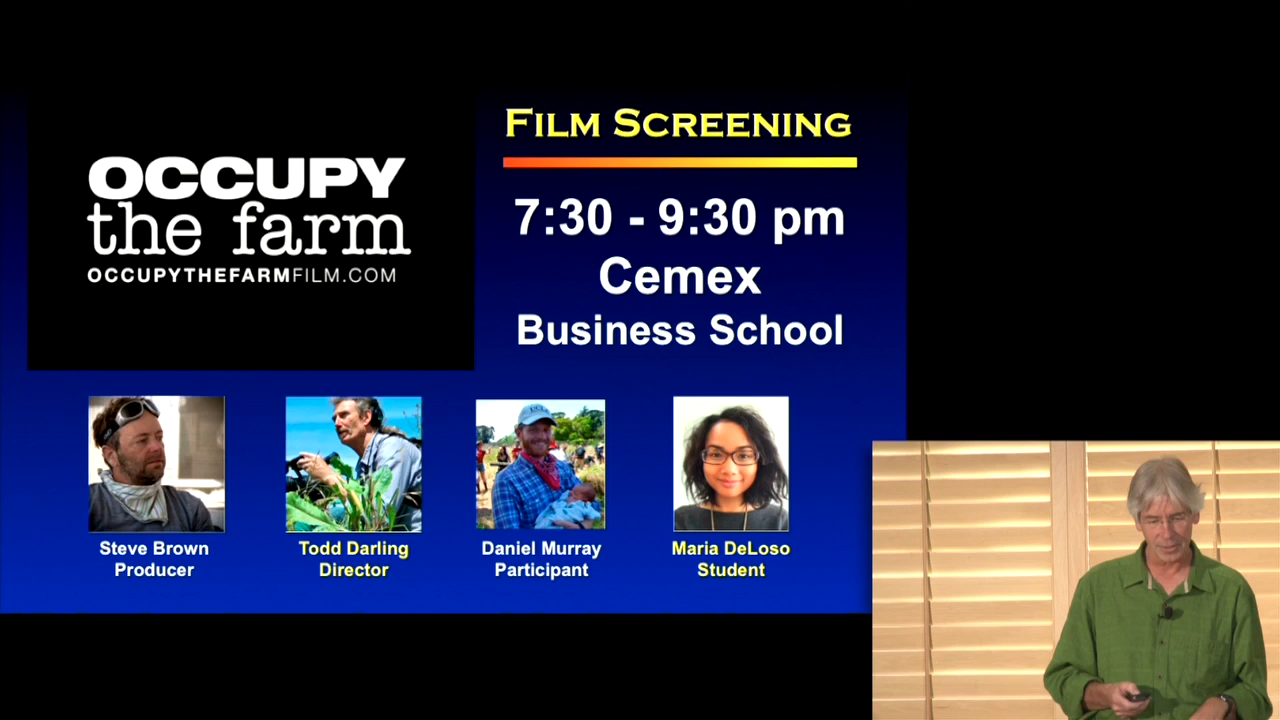 OCCUPY
the farm
OCCUPYTHEFARMFILM.COM
FILM SCREENING
7:30 - 9:30 pm
Cemex
Business School
Steve Brown
Producer
Todd Darling
Director
Daniel Murray
Participant
Maria DeLoso
Student